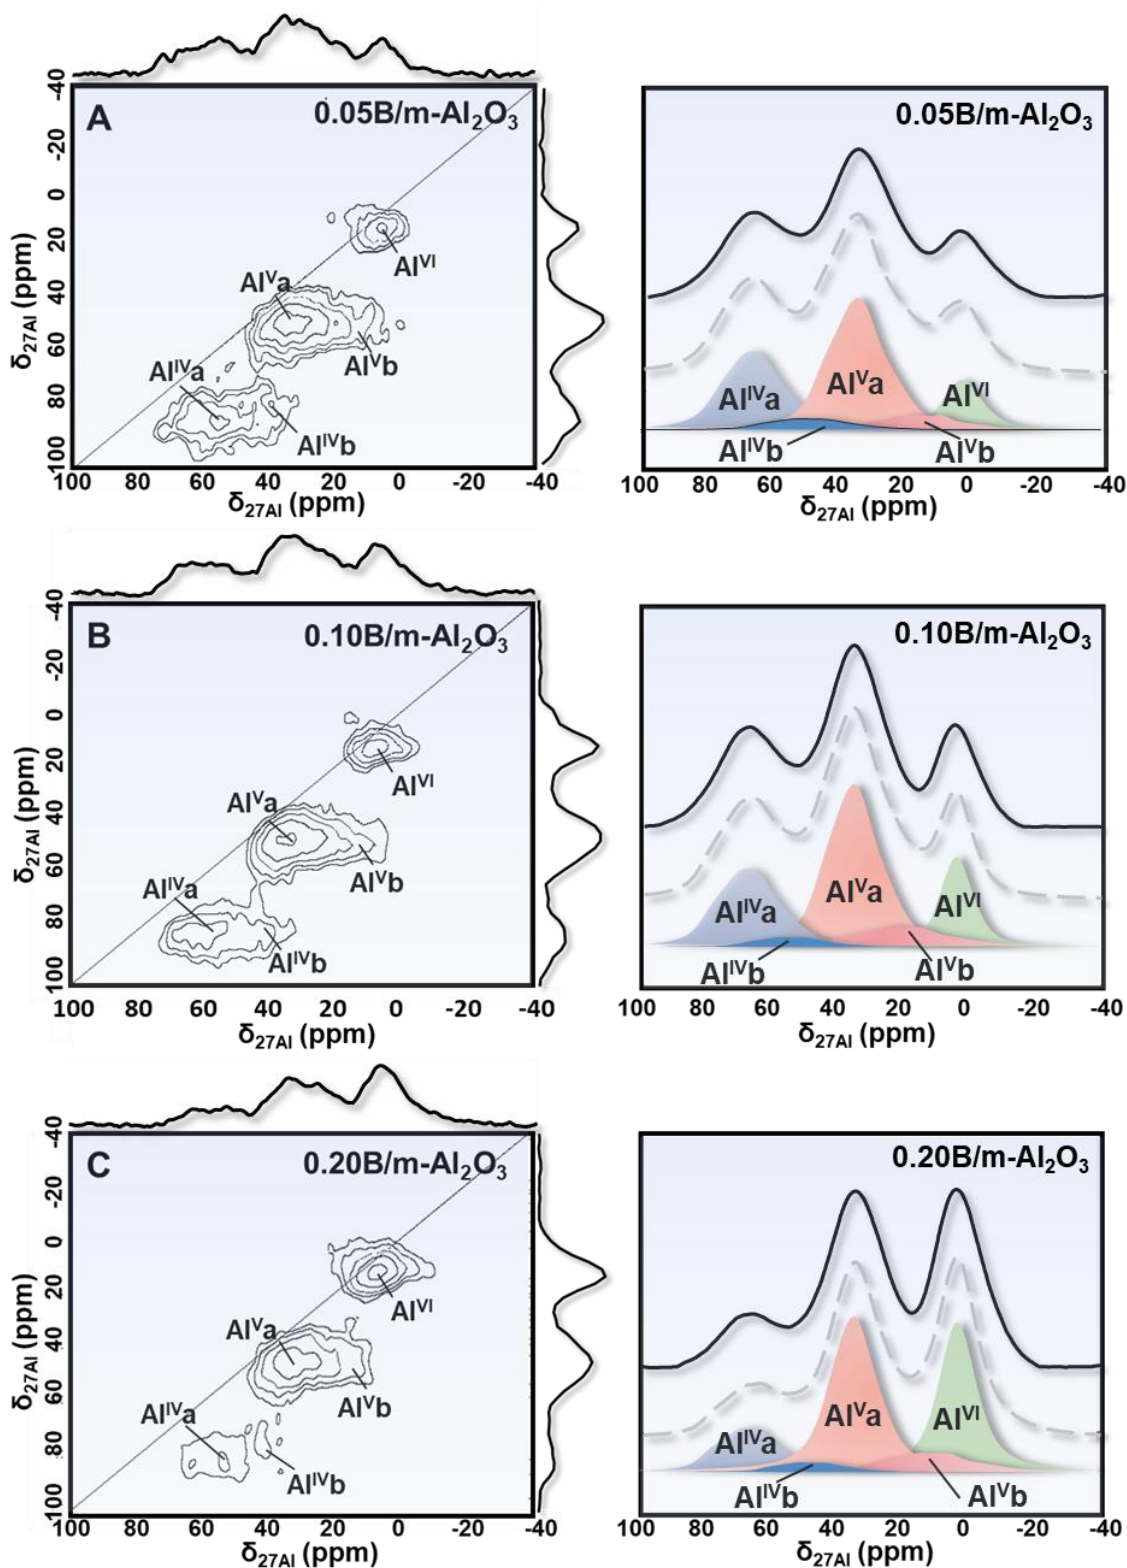 A
0.05B/m-Al₂O₃
-40
-20
0
20
40
60
80
100
δ₂₇Al (ppm)
Alⱽᴵ
Alⱽa
Alⱽb
Alᴵⱽa
Alᴵⱽb
100 80 60 40 20 0 -20 -40
δ₂₇Al (ppm)
0.05B/m-Al₂O₃
Alᴵⱽa
Alⱽa
Alⱽᴵ
Alᴵⱽb
Alⱽb
100 80 60 40 20 0 -20 -40
δ₂₇Al (ppm)
B
0.10B/m-Al₂O₃
-40
-20
0
20
40
60
80
100
δ₂₇Al (ppm)
Alⱽᴵ
Alⱽa
Alⱽb
Alᴵⱽa
Alᴵⱽb
100 80 60 40 20 0 -20 -40
δ₂₇Al (ppm)
0.10B/m-Al₂O₃
Alᴵⱽa
Alⱽa
Alⱽᴵ
Alᴵⱽb
Alⱽb
100 80 60 40 20 0 -20 -40
δ₂₇Al (ppm)
C
0.20B/m-Al₂O₃
-40
-20
0
20
40
60
80
100
δ₂₇Al (ppm)
Alⱽᴵ
Alⱽa
Alⱽb
Alᴵⱽa
Alᴵⱽb
100 80 60 40 20 0 -20 -40
δ₂₇Al (ppm)
0.20B/m-Al₂O₃
Alᴵⱽa
Alⱽa
Alⱽᴵ
Alᴵⱽb
Alⱽb
100 80 60 40 20 0 -20 -40
δ₂₇Al (ppm)